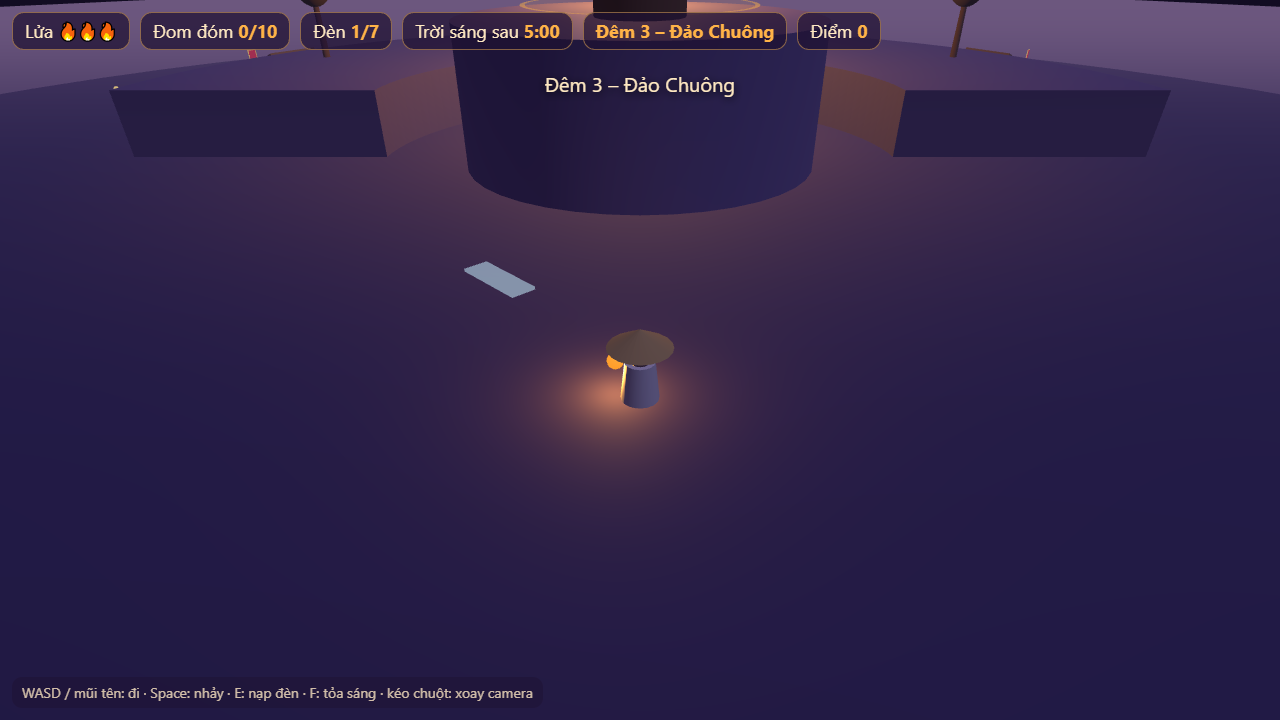 Lửa 🔥🔥🔥
Đom đóm 0/10
Đèn 1/7
Trời sáng sau 5:00
Đêm 3 – Đảo Chuông
Điểm 0
Đêm 3 – Đảo Chuông
WASD / mũi tên: đi · Space: nhảy · E: nạp đèn · F: tỏa sáng · kéo chuột: xoay camera